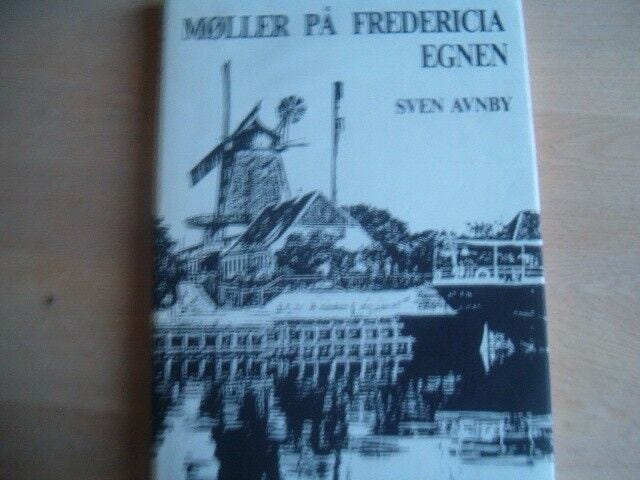 MØLLER PÅ FREDERICIA
EGNEN
SVEN AVNBY